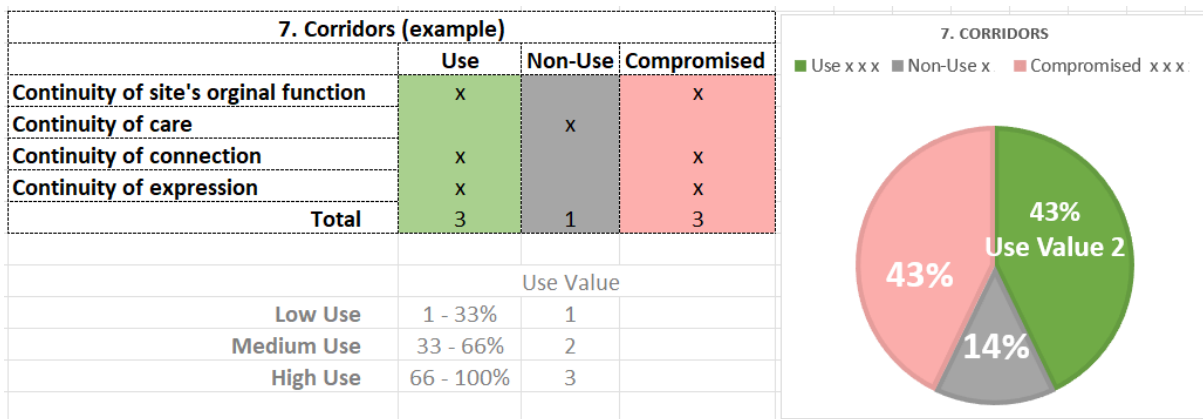 7. Corridors (example)
Use Non-Use Compromised
Continuity of site's orginal function x x
Continuity of care x
Continuity of connection x x
Continuity of expression x x
Total 3 1 3
Use Value
Low Use 1 - 33% 1
Medium Use 33 - 66% 2
High Use 66 - 100% 3
7. CORRIDORS
Use x x x Non-Use x Compromised x x x
43%
Use Value 2
43%
14%